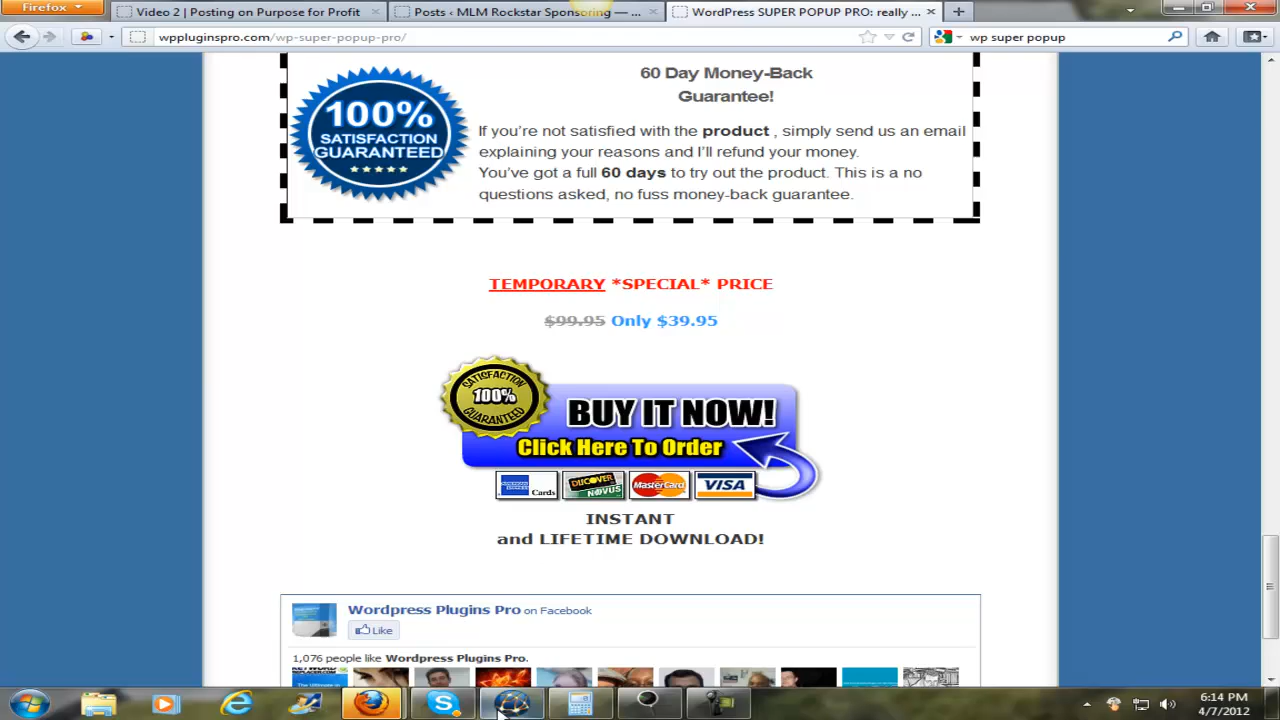 Firefox
Video 2 | Posting on Purpose for Profit
Posts ‹ MLM Rockstar Sponsoring — ...
WordPress SUPER POPUP PRO: really ...
wppluginspro.com/wp-super-popup-pro/
wp super popup
100%
SATISFACTION
GUARANTEED
60 Day Money-Back
Guarantee!
If you're not satisfied with the product , simply send us an email
explaining your reasons and I'll refund your money.
You've got a full 60 days to try out the product. This is a no
questions asked, no fuss money-back guarantee.
TEMPORARY *SPECIAL* PRICE
$99.95 Only $39.95
SATISFACTION
100%
GUARANTEED
BUY IT NOW!
Click Here To Order
Cards
DISCOVER
NOVUS
MasterCard
VISA
INSTANT
and LIFETIME DOWNLOAD!
Wordpress Plugins Pro on Facebook
Like
1,076 people like Wordpress Plugins Pro.
6:14 PM
4/7/2012